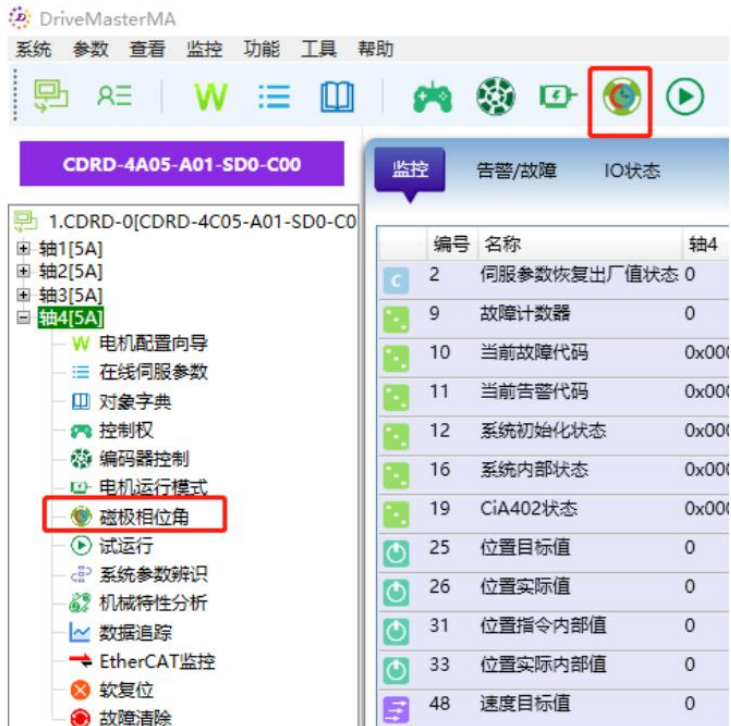 DriveMasterMA
系统 参数 查看 监控 功能 工具 帮助
CDRD-4A05-A01-SD0-C00
1.CDRD-0[CDRD-4C05-A01-SD0-C0
轴1[5A]
轴2[5A]
轴3[5A]
轴4[5A]
W 电机配置向导
在线伺服参数
对象字典
控制权
编码器控制
电机运行模式
磁极相位角
试运行
系统参数辨识
机械特性分析
数据追踪
EtherCAT监控
软复位
故障清除
监控 告警/故障 IO状态
编号 名称 轴4
C 2 伺服参数恢复出厂值状态 0
9 故障计数器 0
10 当前故障代码 0x000
11 当前告警代码 0x000
12 系统初始化状态 0x000
16 系统内部状态 0x000
19 CiA402状态 0x000
25 位置目标值 0
26 位置实际值 0
31 位置指令内部值 0
33 位置实际内部值 0
48 速度目标值 0